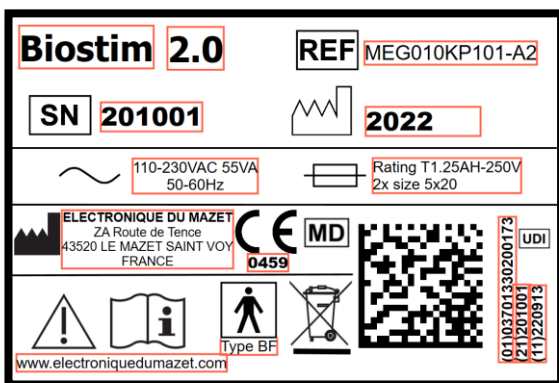 Biostim 2.0
REF MEG010KP101-A2
SN 201001
2022
110-230VAC 55VA
50-60Hz
Rating T1.25AH-250V
2x size 5x20
ELECTRONIQUE DU MAZET
ZA Route de Tence
43520 LE MAZET SAINT VOY
FRANCE
CE
0459
MD
UDI
(01)03701330200173
(21)201001
(11)220913
Type BF
www.electroniquedumazet.com